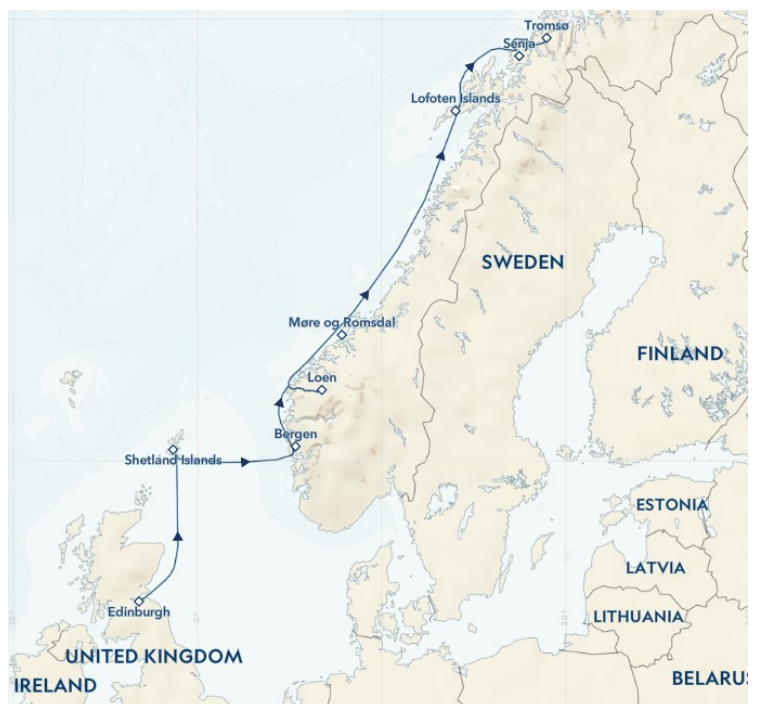 Tromsø
Senja
Lofoten Islands
SWEDEN
Møre og Romsdal
FINLAND
Loen
Bergen
Shetland Islands
ESTONIA
LATVIA
Edinburgh
LITHUANIA
UNITED KINGDOM
BELARUS
IRELAND